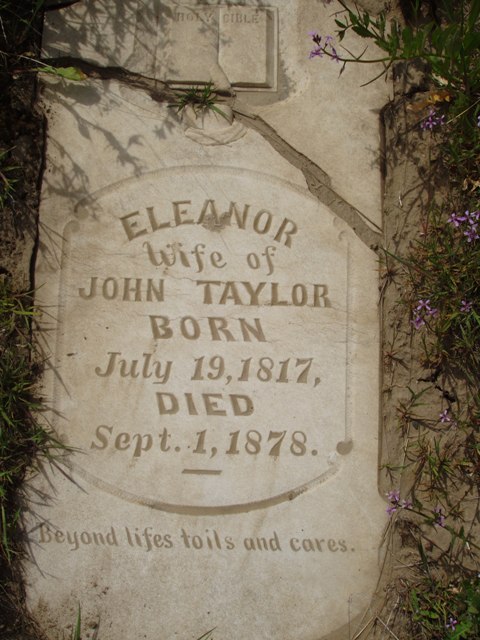 HOLY BIBLE
ELEANOR
Wife of
JOHN TAYLOR
BORN
July 19, 1817,
DIED
Sept. 1, 1878.
Beyond lifes toils and cares.